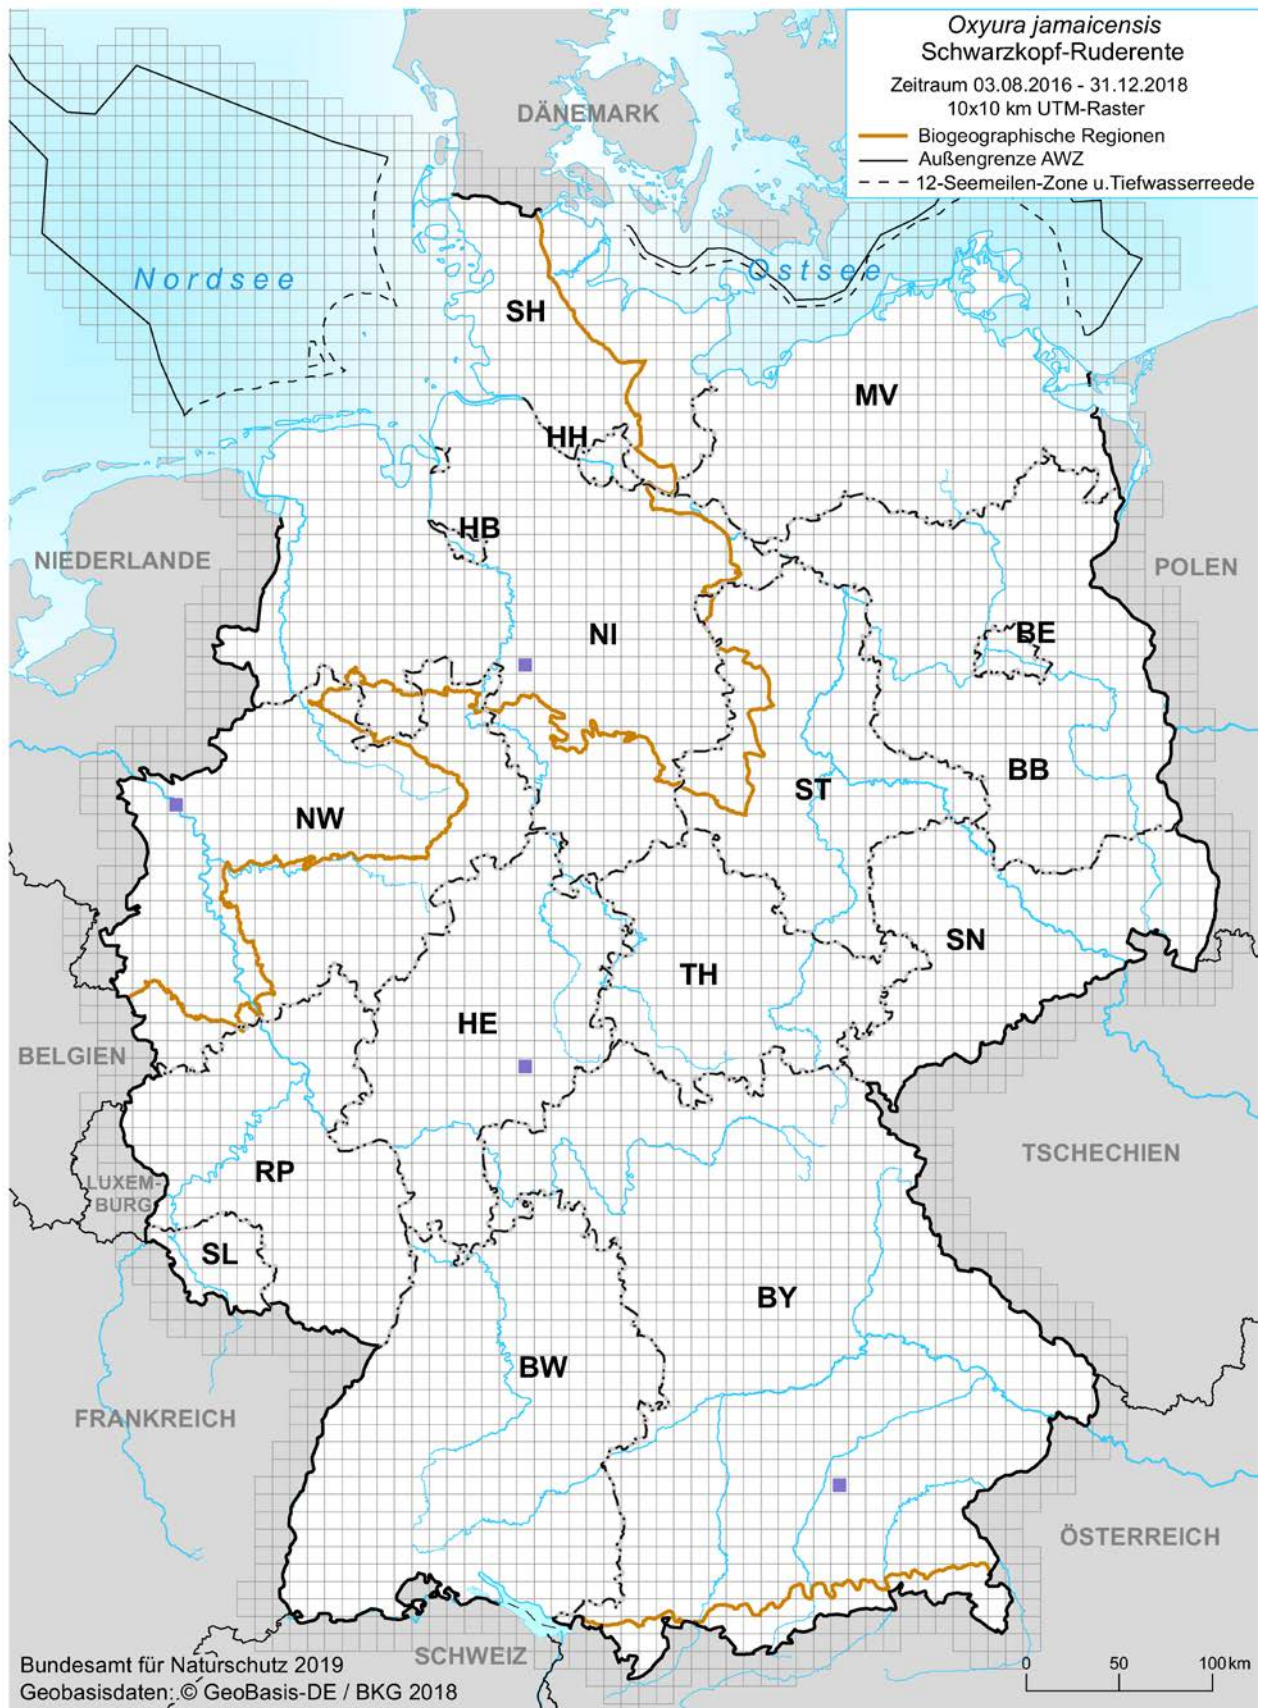 Oxyura jamaicensis
Schwarzkopf-Ruderente
Zeitraum 03.08.2016 - 31.12.2018
10x10 km UTM-Raster
Biogeographische Regionen
Außengrenze AWZ
12-Seemeilen-Zone u.Tiefwasserreede
DÄNEMARK
Nordsee
Ostsee
SH
MV
HH
HB
NIEDERLANDE
POLEN
NI
BE
BB
ST
NW
SN
TH
HE
BELGIEN
TSCHECHIEN
RP
LUXEM-
BURG
SL
BY
BW
FRANKREICH
ÖSTERREICH
SCHWEIZ
Bundesamt für Naturschutz 2019
Geobasisdaten:.© GeoBasis-DE / BKG 2018
0 50 100km